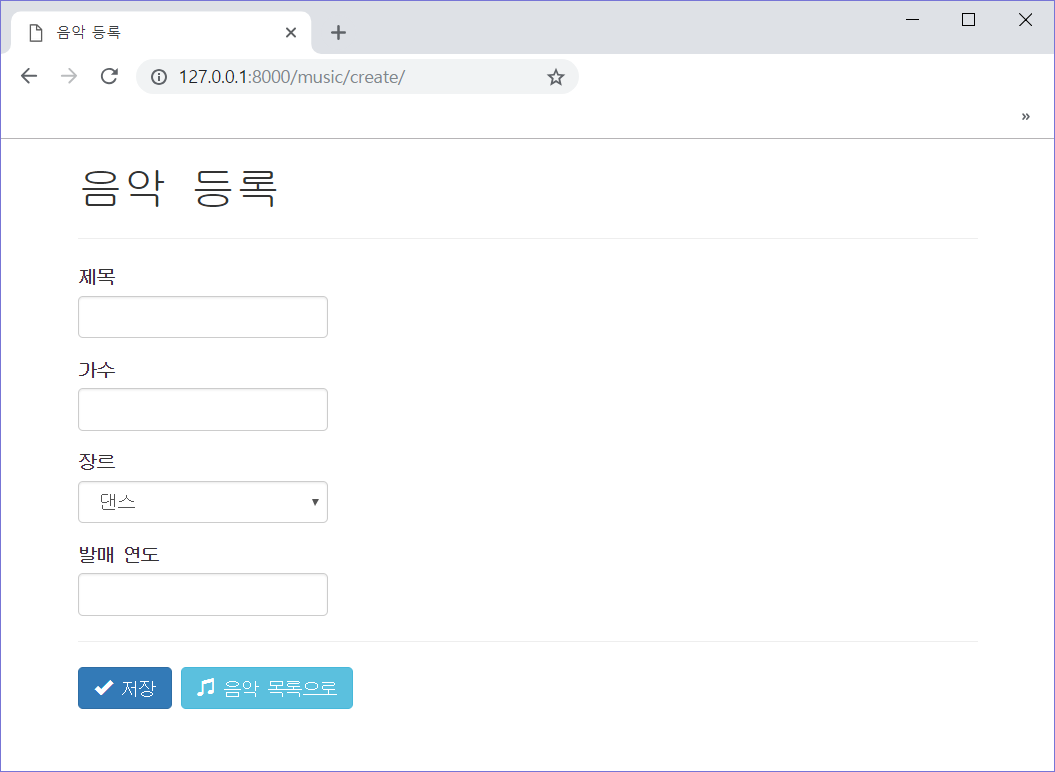 음악 등록
127.0.0.1:8000/music/create/
»
음악 등록
제목
가수
장르
댄스
발매 연도
저장 음악 목록으로